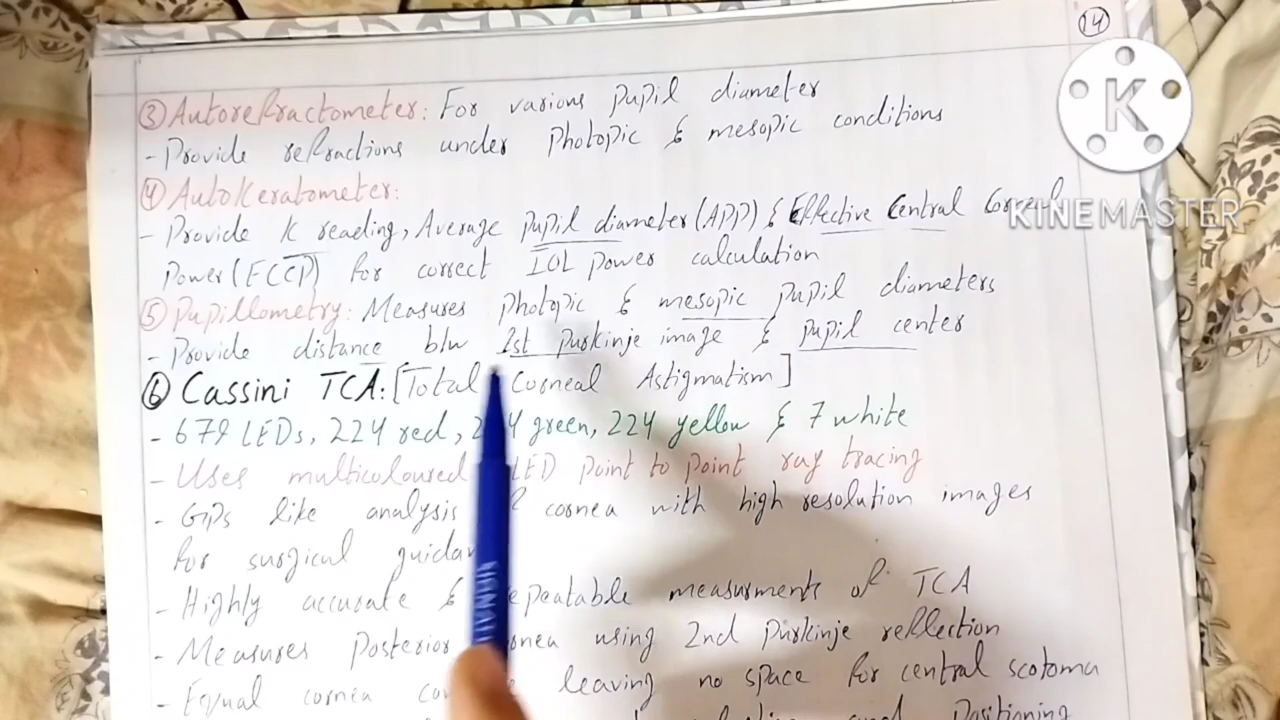 14
③ Autorefractometer: For various pupil diameter
- Provide refractions under Photopic & mesopic conditions
④ AutoKeratometer:
- Provide K reading, Average Pupil diameter (APP) & Effective Central Corneal
Power (ECCP) for correct IOL power calculation
⑤ Pupillometry: Measures photopic & mesopic pupil diameters
- Provide distance b/w 1st purkinje image & pupil center
⑥ Cassini TCA: [Total Corneal Astigmatism]
- 679 LEDs, 224 red, 224 green, 224 yellow & 7 white
- Uses multicoloured LED point to point ray tracing
- GPS like analysis cornea with high resolution images
for surgical
- Highly accurate & measurments of TCA
- Measures Posterior using 2nd Purkinje reflection
- Equal cornea leaving no space for central scotoma
and Positioning
K
KINEMASTER